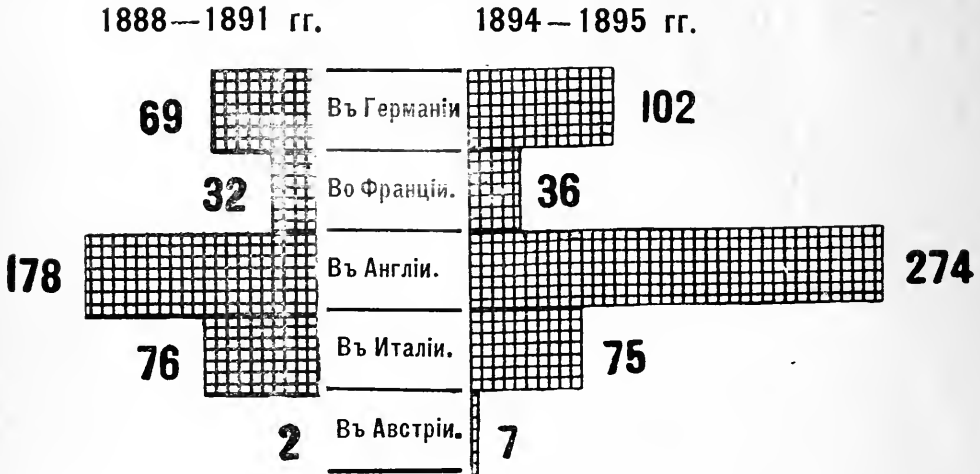 1888—1891 гг. 1894—1895 гг.
69 Въ Германіи 102
32 Во Франціи. 36
178 Въ Англіи. 274
76 Въ Италіи. 75
2 Въ Австріи. 7